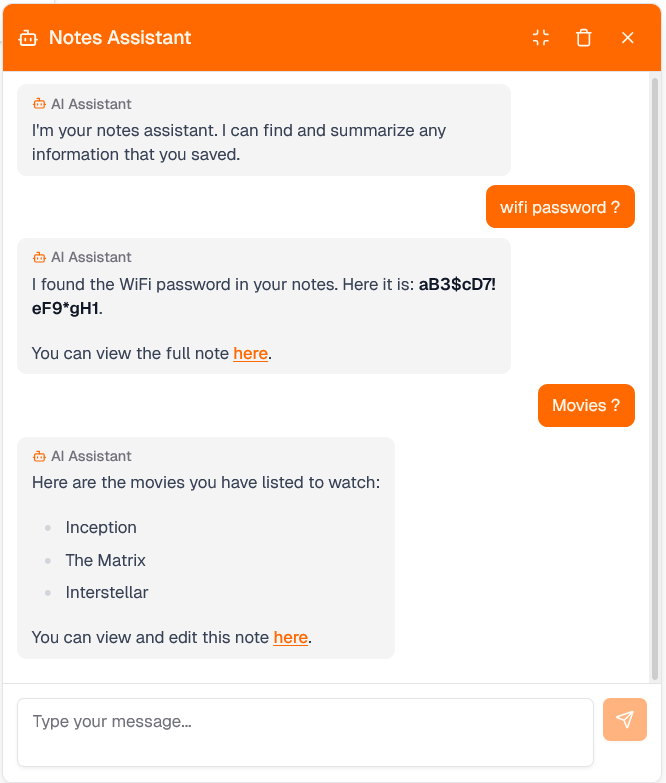 Notes Assistant
AI Assistant
I'm your notes assistant. I can find and summarize any
information that you saved.
wifi password ?
AI Assistant
I found the WiFi password in your notes. Here it is: aB3$cD7!
eF9*gH1.
You can view the full note here.
Movies ?
AI Assistant
Here are the movies you have listed to watch:
Inception
The Matrix
Interstellar
You can view and edit this note here.
Type your message...